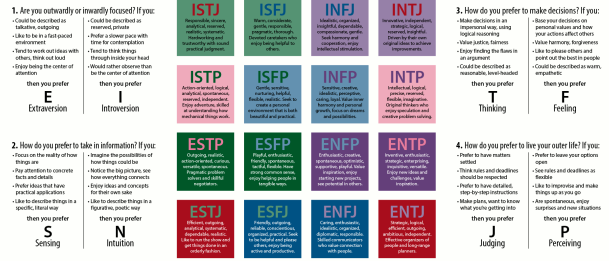 1. Are you outwardly or inwardly focused? If you:
• Could be described as talkative, outgoing
• Like to be in a fast-paced environment
• Tend to work out ideas with others, think out loud
• Enjoy being the center of attention
then you prefer
E
Extraversion
• Could be described as reserved, private
• Prefer a slower pace with time for contemplation
• Tend to think things through inside your head
• Would rather observe than be the center of attention
then you prefer
I
Introversion
2. How do you prefer to take in information? If you:
• Focus on the reality of how things are
• Pay attention to concrete facts and details
• Prefer ideas that have practical applications
• Like to describe things in a specific, literal way
then you prefer
S
Sensing
• Imagine the possibilities of how things could be
• Notice the big picture, see how everything connects
• Enjoy ideas and concepts for their own sake
• Like to describe things in a figurative, poetic way
then you prefer
N
Intuition
ISTJ
Responsible, sincere, analytical, reserved, realistic, systematic. Hardworking and trustworthy with sound practical judgment.
ISFJ
Warm, considerate, gentle, responsible, pragmatic, thorough. Devoted caretakers who enjoy being helpful to others.
INFJ
Idealistic, organized, insightful, dependable, compassionate, gentle. Seek harmony and cooperation, enjoy intellectual stimulation.
INTJ
Innovative, independent, strategic, logical, reserved, insightful. Driven by their own original ideas to achieve improvements.
ISTP
Action-oriented, logical, analytical, spontaneous, reserved, independent. Enjoy adventure, skilled at understanding how mechanical things work.
ISFP
Gentle, sensitive, nurturing, helpful, flexible, realistic. Seek to create a personal environment that is both beautiful and practical.
INFP
Sensitive, creative, idealistic, perceptive, caring, loyal. Value inner harmony and personal growth, focus on dreams and possibilities.
INTP
Intellectual, logical, precise, reserved, flexible, imaginative. Original thinkers who enjoy speculation and creative problem solving.
ESTP
Outgoing, realistic, action-oriented, curious, versatile, spontaneous. Pragmatic problem solvers and skillful negotiators.
ESFP
Playful, enthusiastic, friendly, spontaneous, tactful, flexible. Have strong common sense, enjoy helping people in tangible ways.
ENFP
Enthusiastic, creative, spontaneous, optimistic, supportive, playful. Value inspiration, enjoy starting new projects, see potential in others.
ENTP
Inventive, enthusiastic, strategic, enterprising, inquisitive, versatile. Enjoy new ideas and challenges, value inspiration.
ESTJ
Efficient, outgoing, analytical, systematic, dependable, realistic. Like to run the show and get things done in an orderly fashion.
ESFJ
Friendly, outgoing, reliable, conscientious, organized, practical. Seek to be helpful and please others, enjoy being active and productive.
ENFJ
Caring, enthusiastic, idealistic, organized, diplomatic, responsible. Skilled communicators who value connection with people.
ENTJ
Strategic, logical, efficient, outgoing, ambitious, independent. Effective organizers of people and long-range planners.
3. How do you prefer to make decisions? If you:
• Make decisions in an impersonal way, using logical reasoning
• Value justice, fairness
• Enjoy finding the flaws in an argument
• Could be described as reasonable, level-headed
then you prefer
T
Thinking
• Base your decisions on personal values and how your actions affect others
• Value harmony, forgiveness
• Like to please others and point out the best in people
• Could be described as warm, empathetic
then you prefer
F
Feeling
4. How do you prefer to live your outer life? If you:
• Prefer to have matters settled
• Think rules and deadlines should be respected
• Prefer to have detailed, step-by-step instructions
• Make plans, want to know what you're getting into
then you prefer
J
Judging
• Prefer to leave your options open
• See rules and deadlines as flexible
• Like to improvise and make things up as you go
• Are spontaneous, enjoy surprises and new situations
then you prefer
P
Perceiving